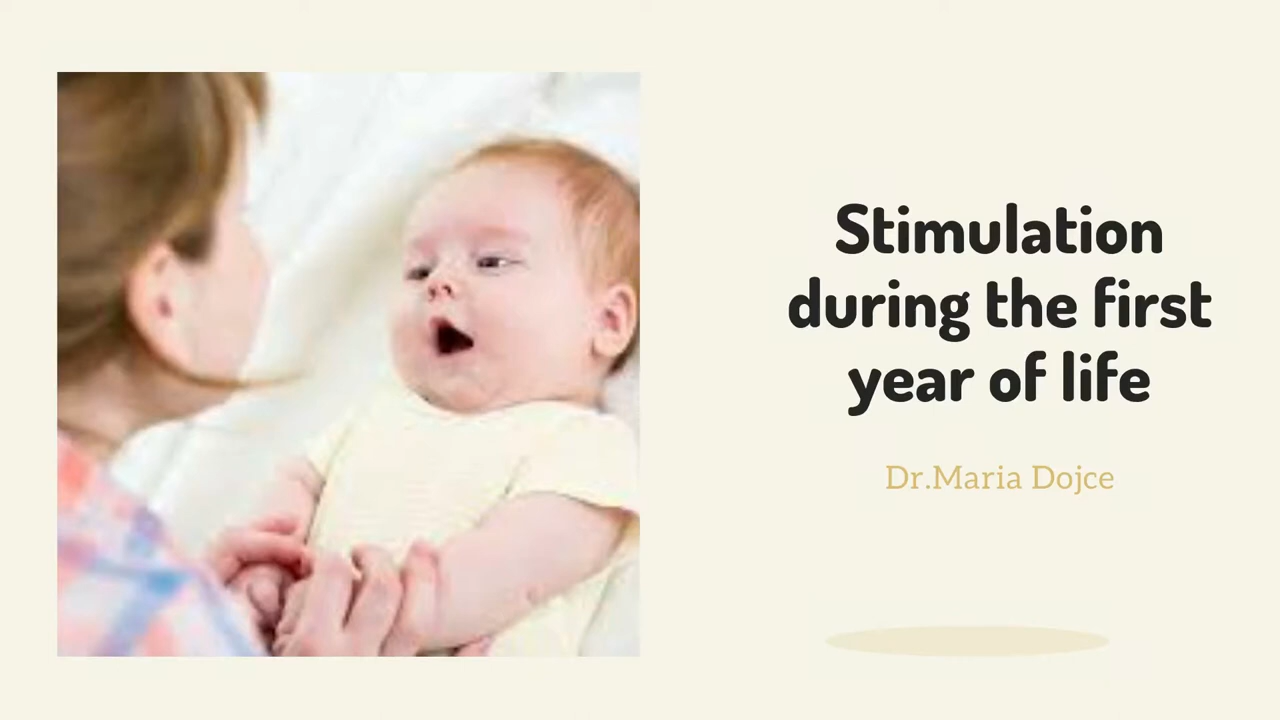 Stimulation
during the first
year of life
Dr.Maria Dojce